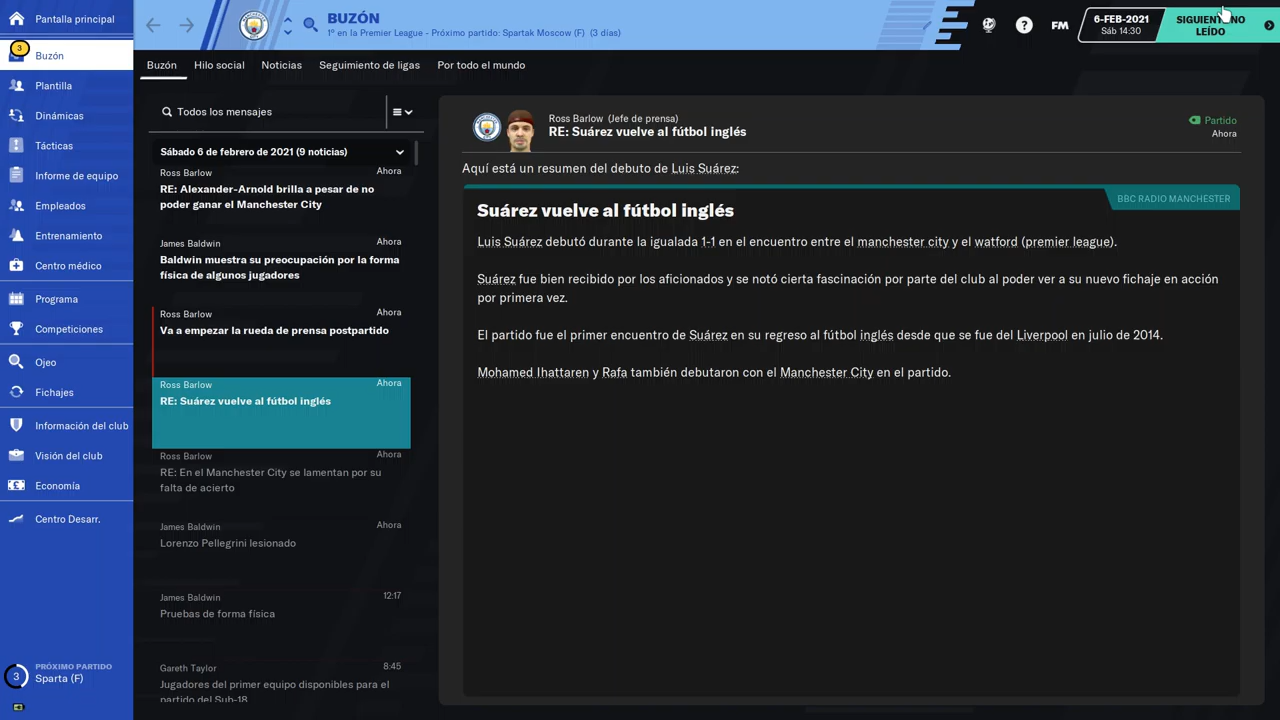 Pantalla principal
3
Buzón
Plantilla
Dinámicas
Tácticas
Informe de equipo
Empleados
Entrenamiento
Centro médico
Programa
Competiciones
Ojeo
Fichajes
Información del club
Visión del club
Economía
Centro Desarr.
3
PRÓXIMO PARTIDO
Sparta (F)
BUZÓN
1º en la Premier League - Próximo partido: Spartak Moscow (F) (3 días)
?
FM
6-FEB-2021
Sáb 14:30
SIGUIENTE NO
LEÍDO
Buzón
Hilo social
Noticias
Seguimiento de ligas
Por todo el mundo
Todos los mensajes
Sábado 6 de febrero de 2021 (9 noticias)
Ross Barlow Ahora
RE: Alexander-Arnold brilla a pesar de no
poder ganar el Manchester City
James Baldwin Ahora
Baldwin muestra su preocupación por la forma
física de algunos jugadores
Ross Barlow Ahora
Va a empezar la rueda de prensa postpartido
Ross Barlow Ahora
RE: Suárez vuelve al fútbol inglés
Ross Barlow Ahora
RE: En el Manchester City se lamentan por su
falta de acierto
James Baldwin Ahora
Lorenzo Pellegrini lesionado
James Baldwin 12:17
Pruebas de forma física
Gareth Taylor 8:45
Jugadores del primer equipo disponibles para el
partido del Sub-18
Ross Barlow (Jefe de prensa)
RE: Suárez vuelve al fútbol inglés
Partido
Ahora
Aquí está un resumen del debuto de Luis Suárez:
BBC RADIO MANCHESTER
Suárez vuelve al fútbol inglés
Luis Suárez debutó durante la igualada 1-1 en el encuentro entre el manchester city y el watford (premier league).
Suárez fue bien recibido por los aficionados y se notó cierta fascinación por parte del club al poder ver a su nuevo fichaje en acción
por primera vez.
El partido fue el primer encuentro de Suárez en su regreso al fútbol inglés desde que se fue del Liverpool en julio de 2014.
Mohamed Ihattaren y Rafa también debutaron con el Manchester City en el partido.